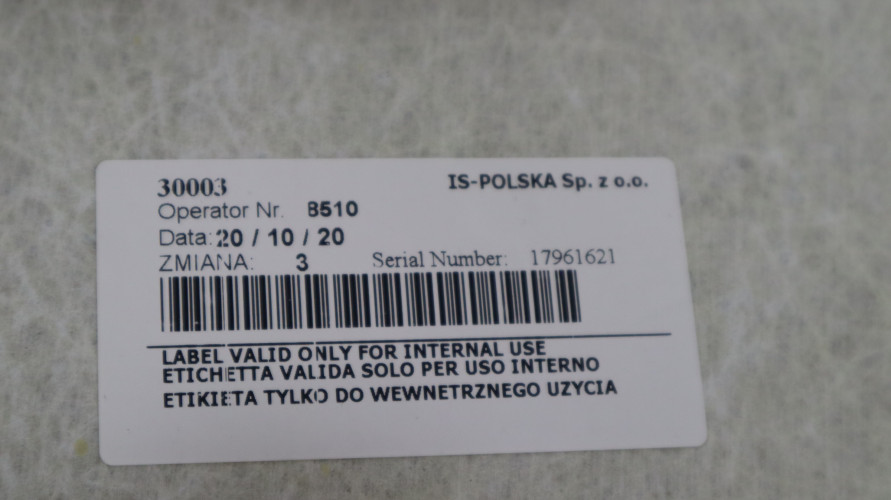 30003 IS-POLSKA Sp. z o.o.
Operator Nr. 8510
Data: 20 / 10 / 20
ZMIANA: 3 Serial Number: 17961621
LABEL VALID ONLY FOR INTERNAL USE
ETICHETTA VALIDA SOLO PER USO INTERNO
ETIKIETA TYLKO DO WEWNETRZNEGO UZYCIA